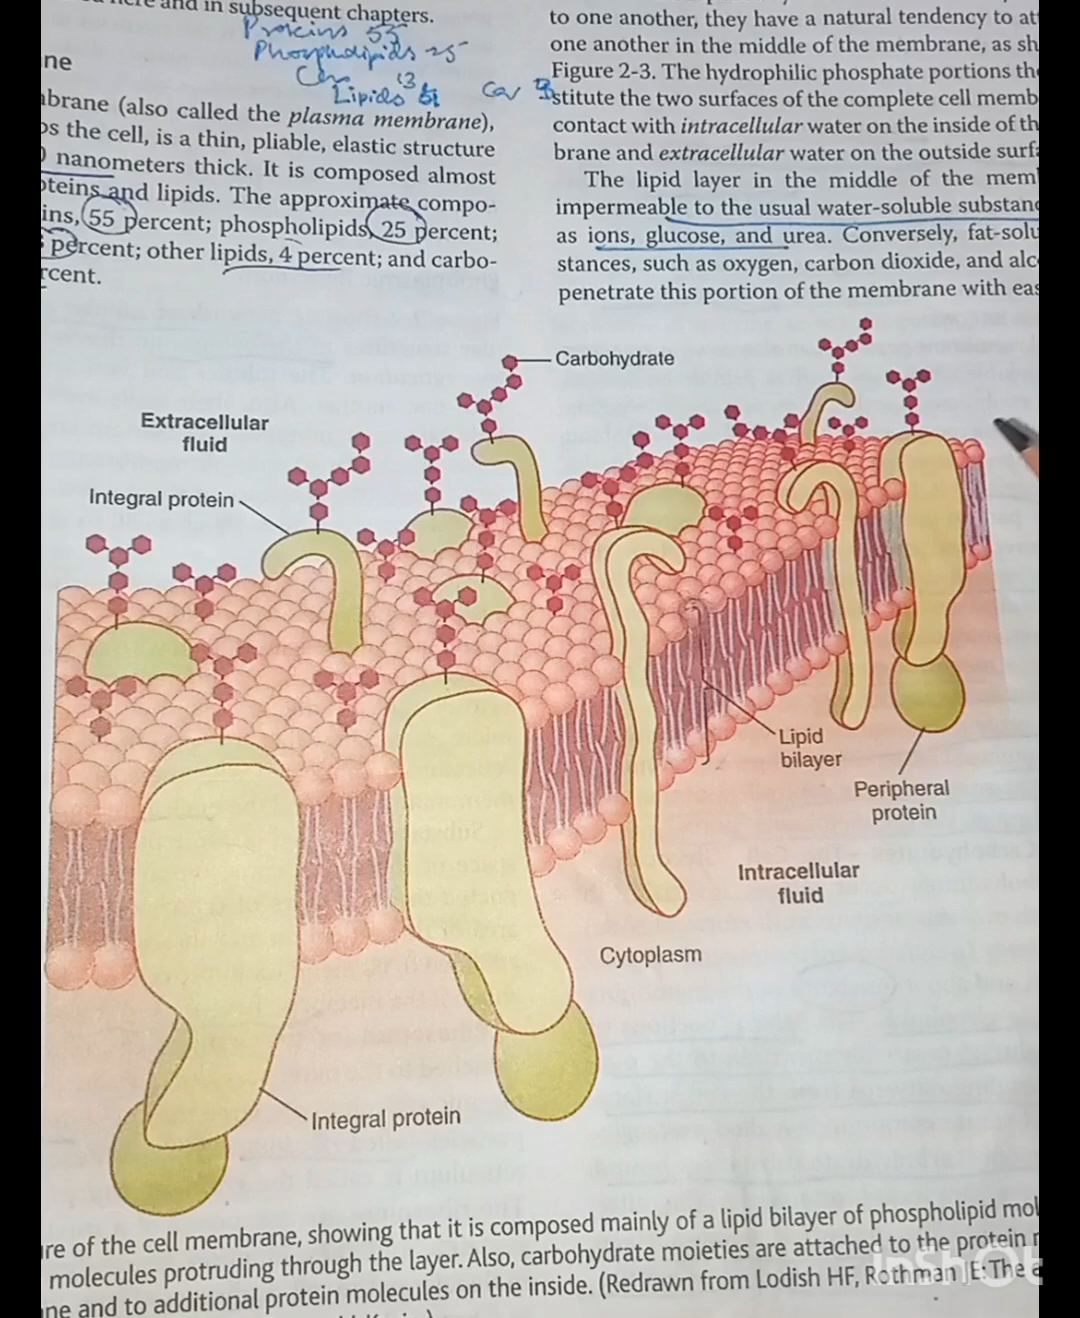 and in subsequent chapters.
Proteins 55
Phospholipids 25
13
Lipids
Car
ne
brane (also called the plasma membrane),
the cell, is a thin, pliable, elastic structure
nanometers thick. It is composed almost
teins and lipids. The approximate compo-
ins, 55 percent; phospholipids, 25 percent;
percent; other lipids, 4 percent; and carbo-
rcent.
to one another, they have a natural tendency to at
one another in the middle of the membrane, as sh
Figure 2-3. The hydrophilic phosphate portions th
stitute the two surfaces of the complete cell memb
contact with intracellular water on the inside of th
brane and extracellular water on the outside surfa
The lipid layer in the middle of the mem
impermeable to the usual water-soluble substanc
as ions, glucose, and urea. Conversely, fat-solu
stances, such as oxygen, carbon dioxide, and alc
penetrate this portion of the membrane with eas
Carbohydrate
Extracellular
fluid
Integral protein
Lipid
bilayer
Peripheral
protein
Intracellular
fluid
Cytoplasm
Integral protein
re of the cell membrane, showing that it is composed mainly of a lipid bilayer of phospholipid mol
molecules protruding through the layer. Also, carbohydrate moieties are attached to the protein
ne and to additional protein molecules on the inside. (Redrawn from Lodish HF, Rothman JE: The
InShOt